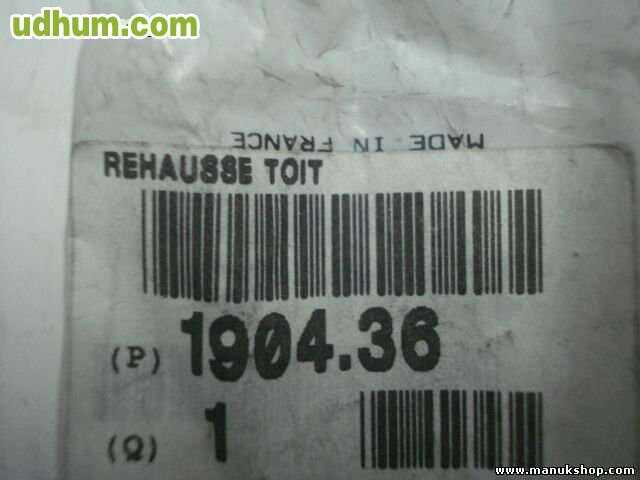 udhum.com
MADE IN FRANCE
REHAUSSE TOIT
(P) 1904.36
(Q) 1
www.manukshop.com